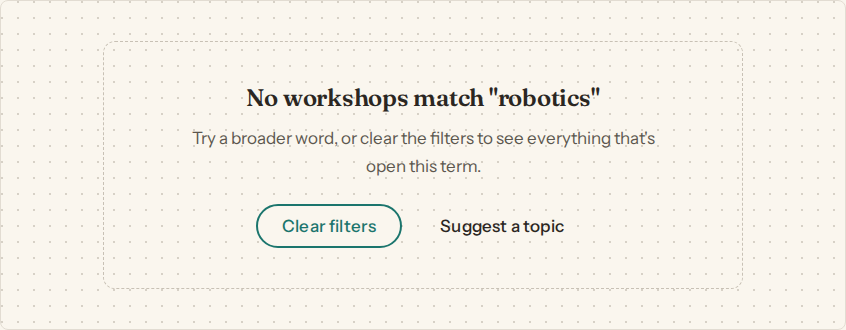 No workshops match "robotics"
Try a broader word, or clear the filters to see everything that's
open this term.
Clear filters
Suggest a topic